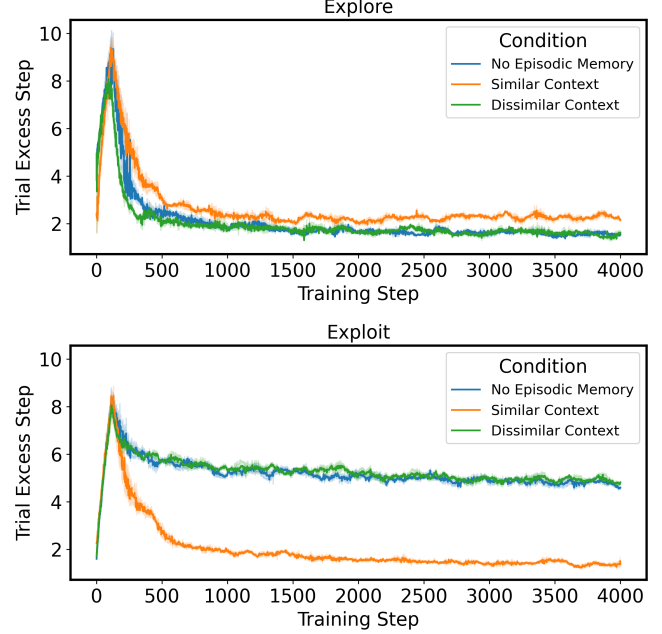 Explore
Trial Excess Step
10
8
6
4
2
Condition
No Episodic Memory
Similar Context
Dissimilar Context
0 500 1000 1500 2000 2500 3000 3500 4000
Training Step
Exploit
Trial Excess Step
10
8
6
4
2
Condition
No Episodic Memory
Similar Context
Dissimilar Context
0 500 1000 1500 2000 2500 3000 3500 4000
Training Step